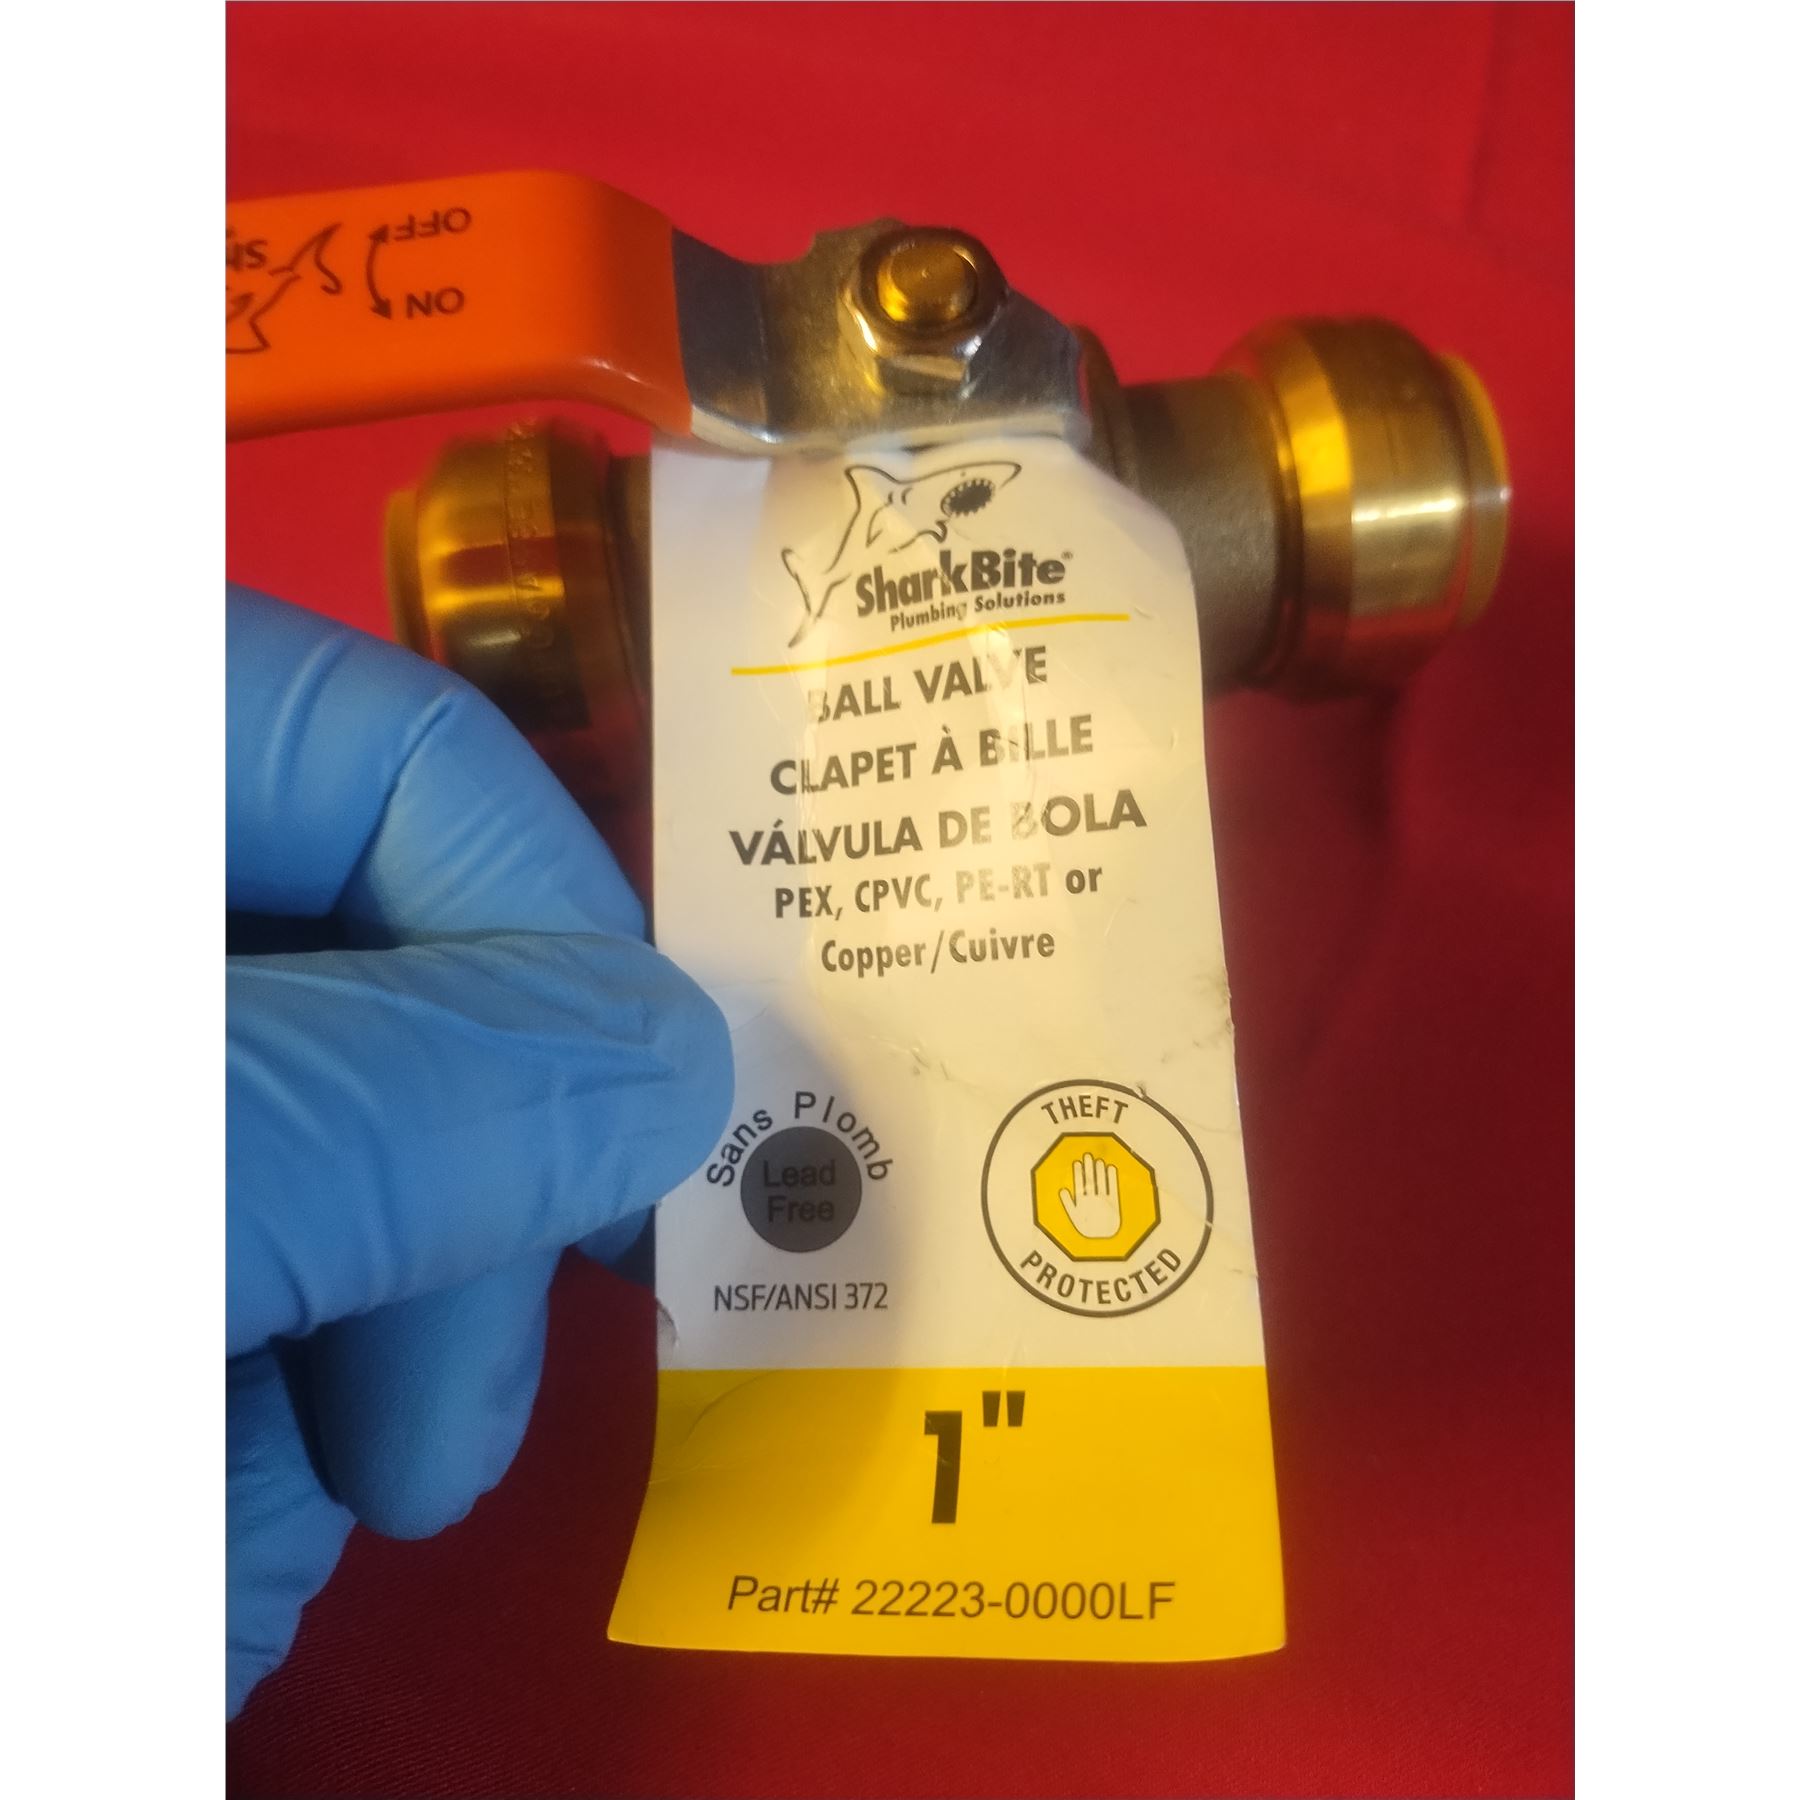 OFF
ON
SharkBite®
Plumbing Solutions
BALL VALVE
CLAPET À BILLE
VÁLVULA DE BOLA
PEX, CPVC, PE-RT or
Copper/Cuivre
Sans Plomb
Lead
Free
NSF/ANSI 372
THEFT
PROTECTED
1"
Part# 22223-0000LF